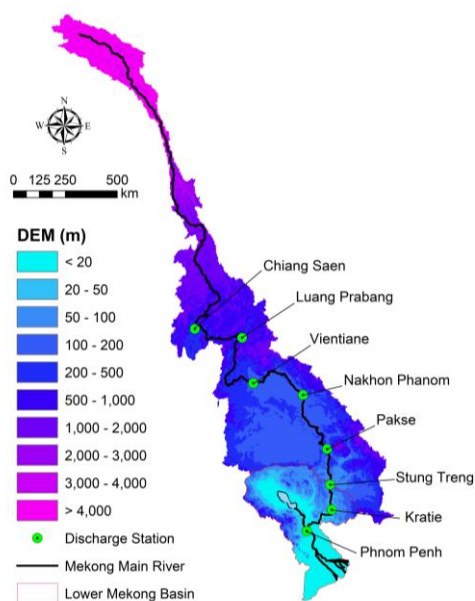 N
W E
S
0 125 250 500
km
DEM (m)
< 20
20 - 50
50 - 100
100 - 200
200 - 500
500 - 1,000
1,000 - 2,000
2,000 - 3,000
3,000 - 4,000
> 4,000
Discharge Station
Mekong Main River
Lower Mekong Basin
Chiang Saen
Luang Prabang
Vientiane
Nakhon Phanom
Pakse
Stung Treng
Kratie
Phnom Penh